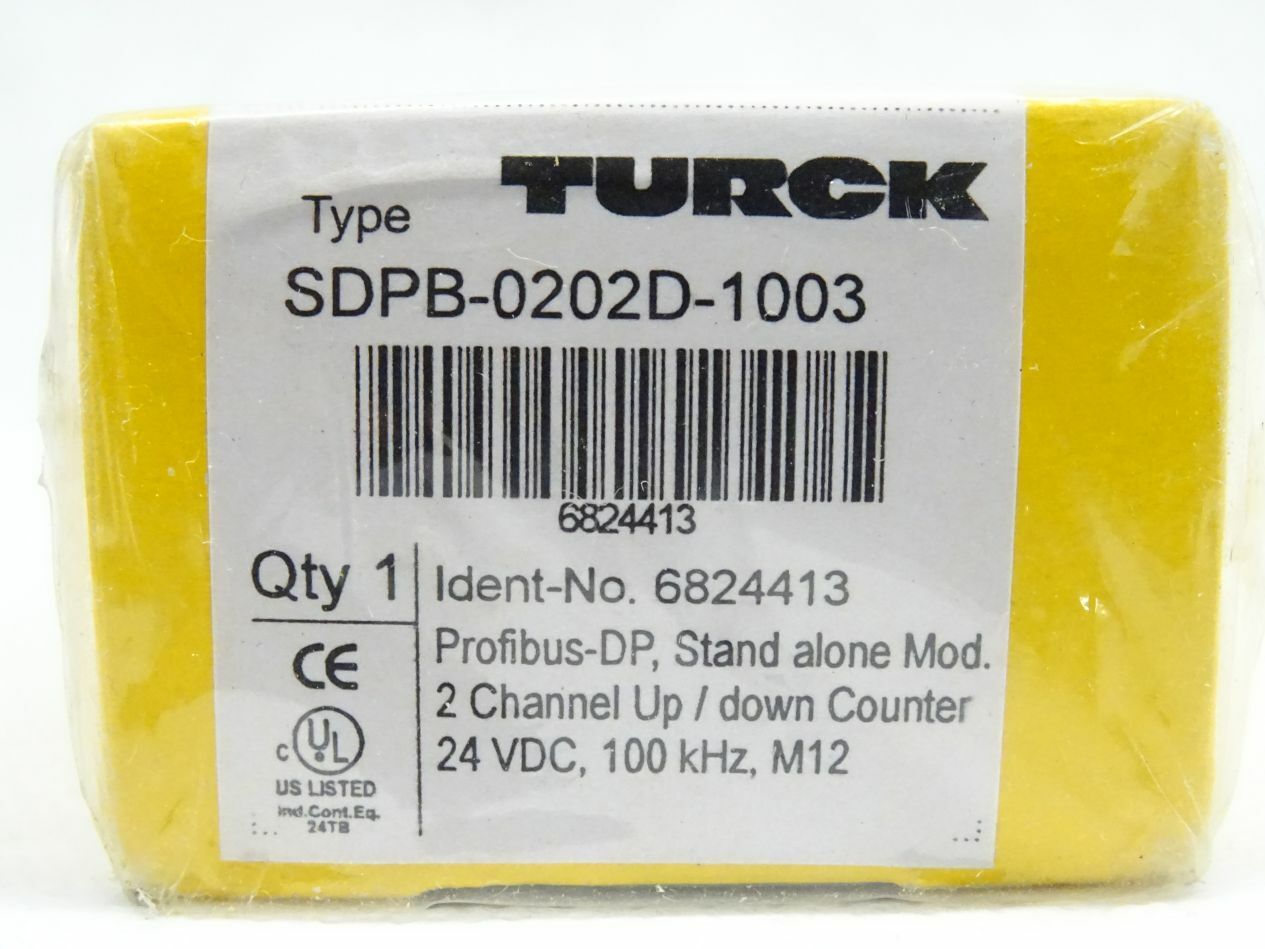 TURCK
Type
SDPB-0202D-1003
6824413
Qty 1
Ident-No. 6824413
Profibus-DP, Stand alone Mod.
2 Channel Up / down Counter
24 VDC, 100 kHz, M12
CE
C UL
US LISTED
Ind.Cont.Eq.
24TB